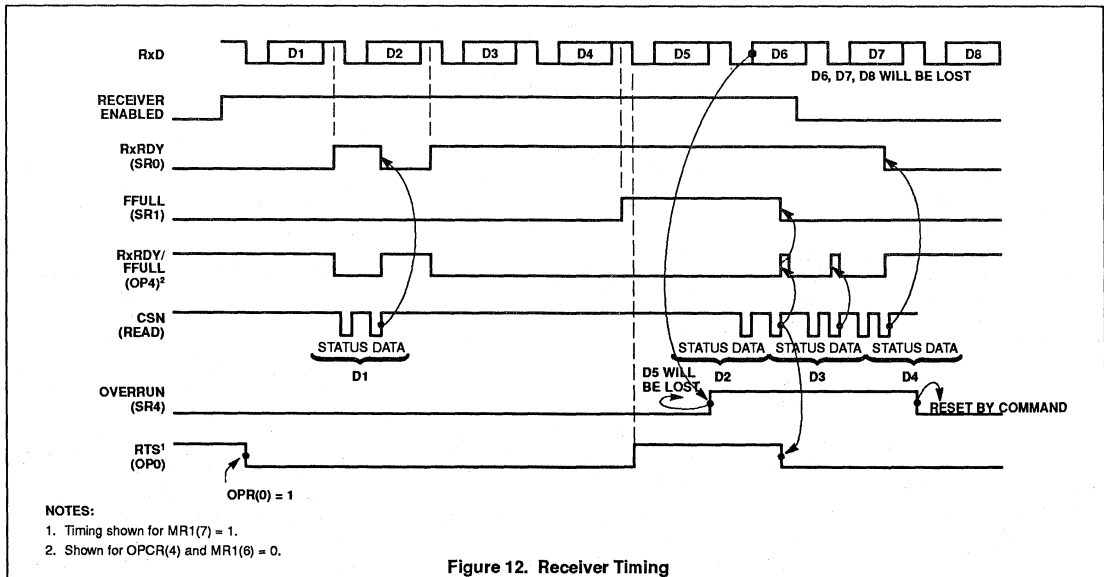 RxD
D1
D2
D3
D4
D5
D6
D7
D8
D6, D7, D8 WILL BE LOST
RECEIVER
ENABLED
RxRDY
(SR0)
FFULL
(SR1)
RxRDY/
FFULL
(OP4)²
CSN
(READ)
STATUS DATA
D1
STATUS DATA
D2
STATUS DATA
D3
STATUS DATA
D4
D5 WILL
BE LOST
OVERRUN
(SR4)
RESET BY COMMAND
RTS¹
(OP0)
OPR(0) = 1
NOTES:
1. Timing shown for MR1(7) = 1.
2. Shown for OPCR(4) and MR1(6) = 0.
Figure 12. Receiver Timing